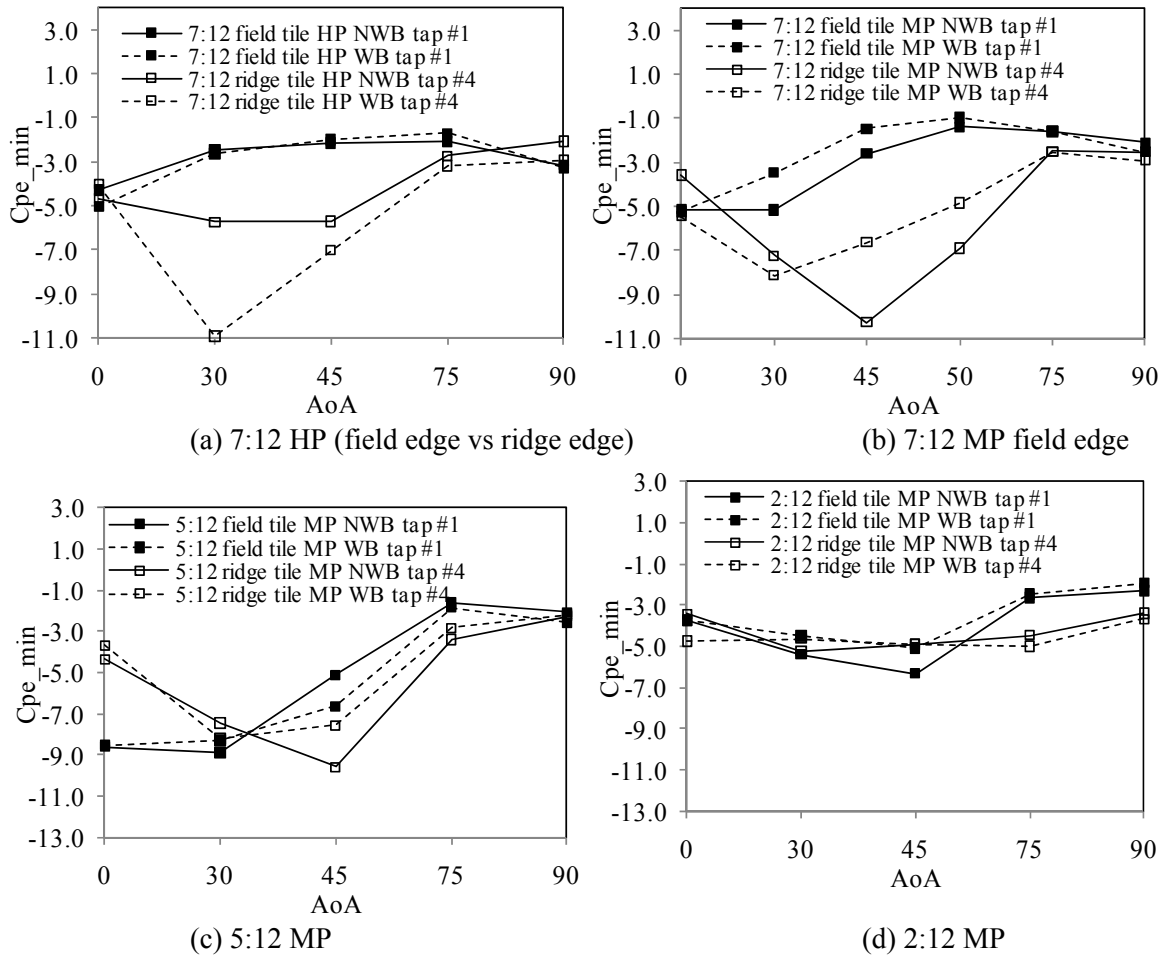 3.0
1.0
-1.0
-3.0
-5.0
-7.0
-9.0
-11.0
Cpe_min
7:12 field tile HP NWB tap #1
7:12 field tile HP WB tap #1
7:12 ridge tile HP NWB tap #4
7:12 ridge tile HP WB tap #4
0 30 45 75 90
AoA
(a) 7:12 HP (field edge vs ridge edge)
3.0
1.0
-1.0
-3.0
-5.0
-7.0
-9.0
-11.0
Cpe_min
7:12 field tile MP NWB tap #1
7:12 field tile MP WB tap #1
7:12 ridge tile MP NWB tap #4
7:12 ridge tile MP WB tap #4
0 30 45 50 75 90
AoA
(b) 7:12 MP field edge
3.0
1.0
-1.0
-3.0
-5.0
-7.0
-9.0
-11.0
-13.0
Cpe_min
5:12 field tile MP NWB tap #1
5:12 field tile MP WB tap #1
5:12 ridge tile MP NWB tap #4
5:12 ridge tile MP WB tap #4
0 30 45 75 90
AoA
(c) 5:12 MP
3.0
1.0
-1.0
-3.0
-5.0
-7.0
-9.0
-11.0
-13.0
Cpe_min
2:12 field tile MP NWB tap #1
2:12 field tile MP WB tap #1
2:12 ridge tile MP NWB tap #4
2:12 ridge tile MP WB tap #4
0 30 45 75 90
AoA
(d) 2:12 MP